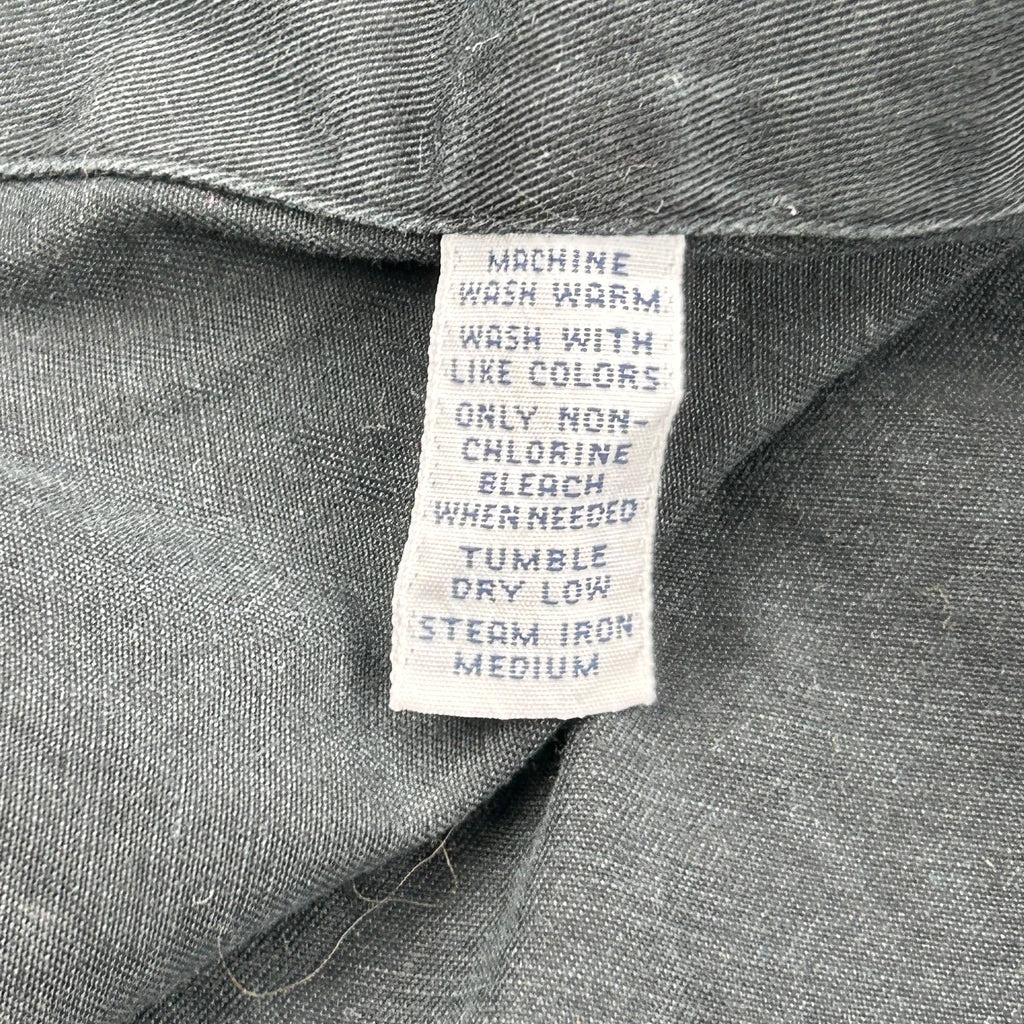 MACHINE
WASH WARM
WASH WITH
LIKE COLORS
ONLY NON-
CHLORINE
BLEACH
WHEN NEEDED
TUMBLE
DRY LOW
STEAM IRON
MEDIUM